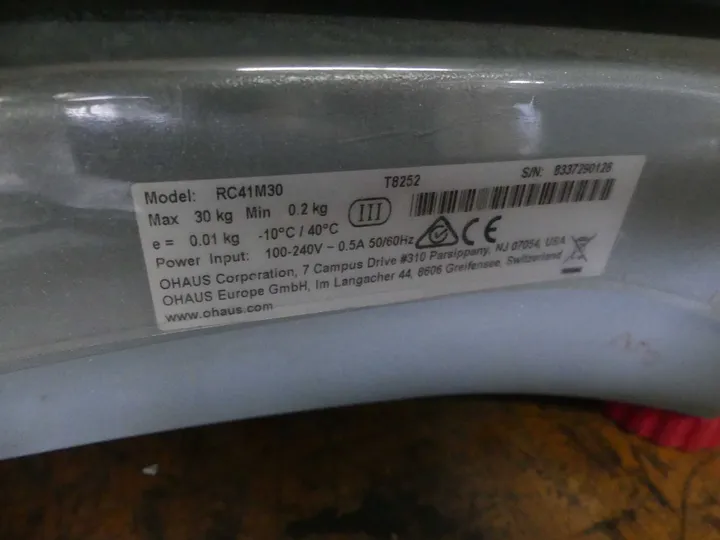 Model: RC41M30 T8252 S/N: 8337290126
Max 30 kg Min 0.2 kg III
e = 0.01 kg -10°C / 40°C CE
Power Input: 100-240V ~ 0.5A 50/60Hz
OHAUS Corporation, 7 Campus Drive #310 Parsippany, NJ 07054, USA
OHAUS Europe GmbH, Im Langacher 44, 8606 Greifensee, Switzerland
www.ohaus.com